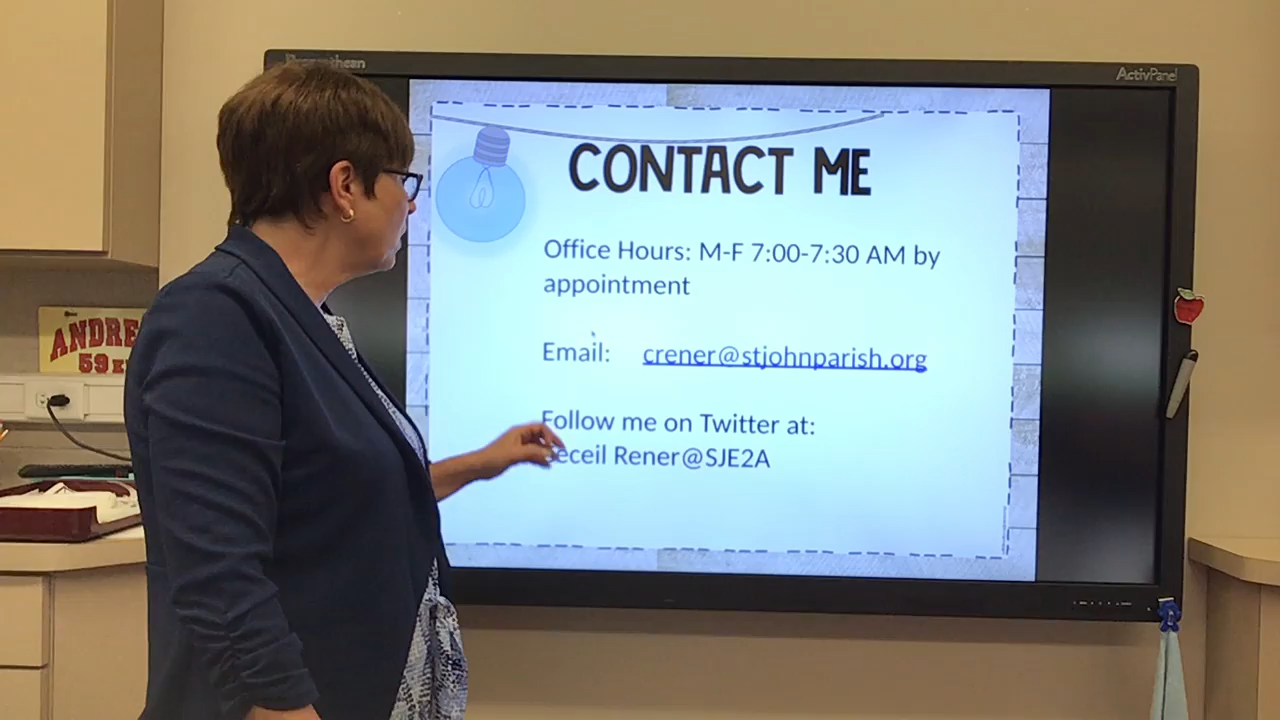 ActivPanel
CONTACT ME
Office Hours: M-F 7:00-7:30 AM by
appointment
Email: crener@stjohnparish.org
Follow me on Twitter at:
Rener@SJE2A
59